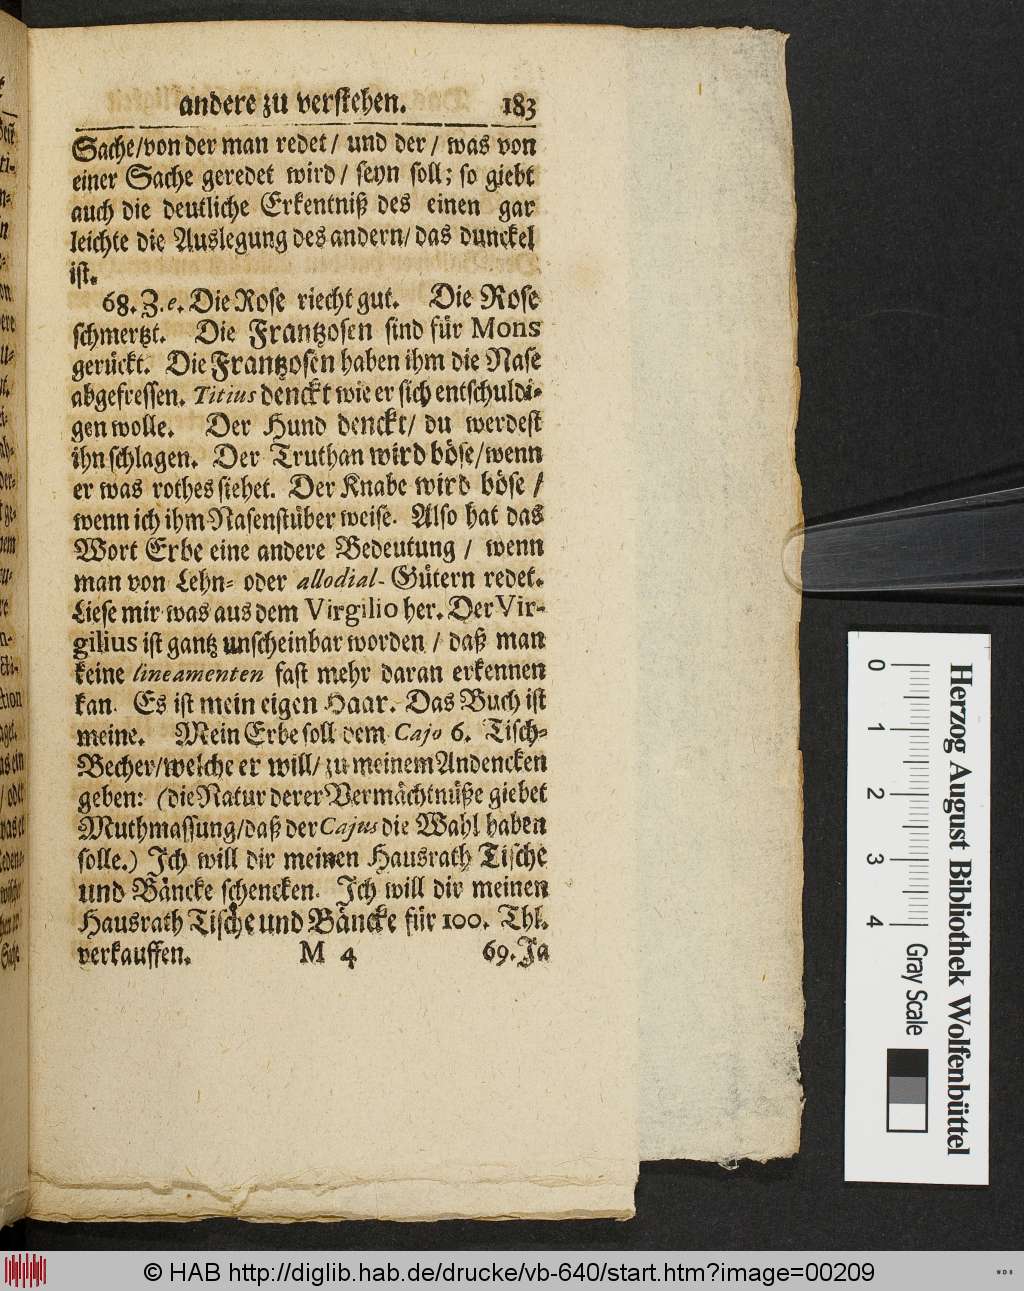 andere zu verstehen. 183
Sache/von der man redet/ und der/ was von
einer Sache geredet wird/ seyn soll; so giebt
auch die deutliche Erkentniß des einen gar
leichte die Auslegung des andern/ das dunckel
ist.
68. Z.e. Die Rose riecht gut. Die Rose
schmertzt. Die Frantzosen sind für Mons
gerückt. Die Frantzosen haben ihm die Nase
abgefressen. Titius denckt wie er sich entschuldi-
gen wolle. Der Hund denckt/ du werdest
ihn schlagen. Der Truthan wird böse/wenn
er was rothes siehet. Der Knabe wird böse/
wenn ich ihm Nasenstüber weise. Also hat das
Wort Erbe eine andere Bedeutung / wenn
man von Lehn- oder allodial-Gütern redet.
Liese mir was aus dem Virgilio her. Der Vir-
gilius ist gantz unscheinbar worden / daß man
keine lineamenten fast mehr daran erkennen
kan. Es ist mein eigen Haar. Das Buch ist
meine. Mein Erbe soll dem Cajo 6. Tisch-
Becher/welche er will/ zu meinem Andencken
geben: (die Natur derer Vermächtnüße giebet
Muthmassung/daß der Cajus die Wahl haben
solle.) Ich will dir meinen Hausrath Tische
und Bäncke schencken. Ich will dir meinen
Hausrath Tische und Bäncke für 100. Thl.
verkauffen. M 4 69. Ja
Herzog August Bibliothek Wolfenbüttel
0 1 2 3 4 Gray Scale
© HAB http://diglib.hab.de/drucke/vb-640/start.htm?image=00209